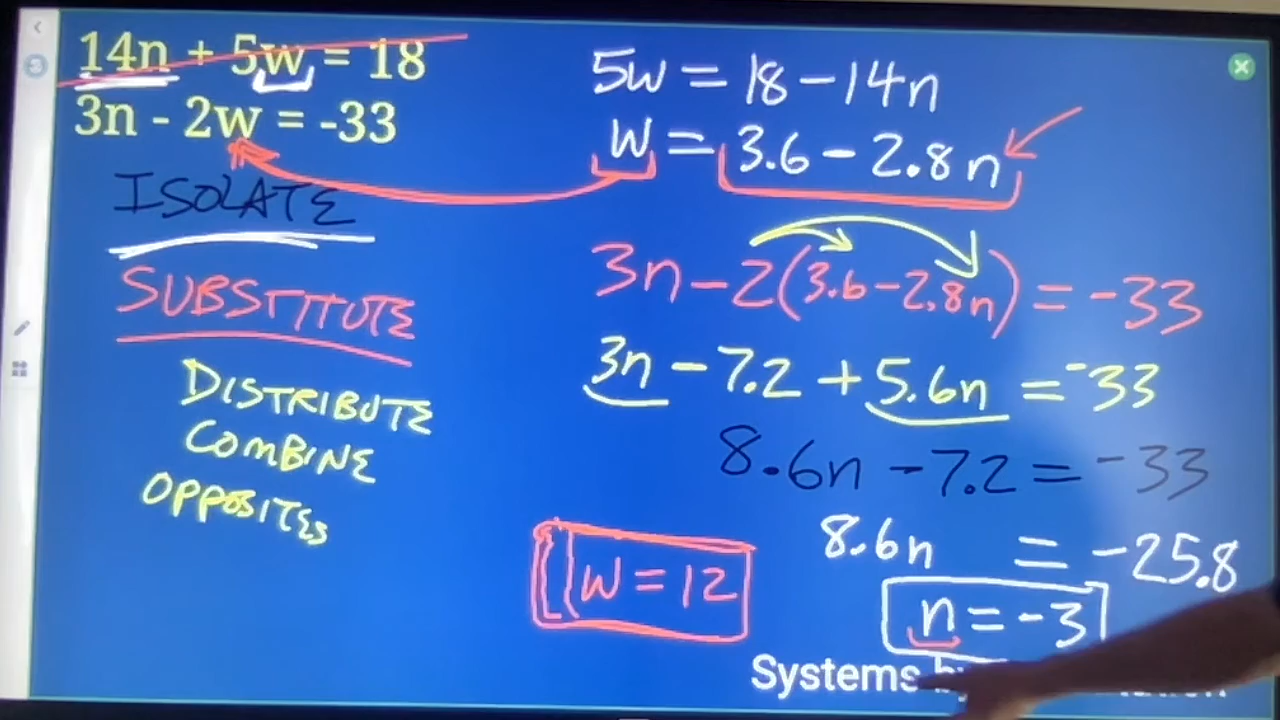 14n + 5w = 18
3n - 2w = -33
ISOLATE
SUBSTITUTE
DISTRIBUTE
COMBINE
OPPOSITES
5w = 18 - 14n
w = 3.6 - 2.8n
3n - 2(3.6 - 2.8n) = -33
3n - 7.2 + 5.6n = -33
8.6n - 7.2 = -33
8.6n = -25.8
n = -3
w = 12
Systems